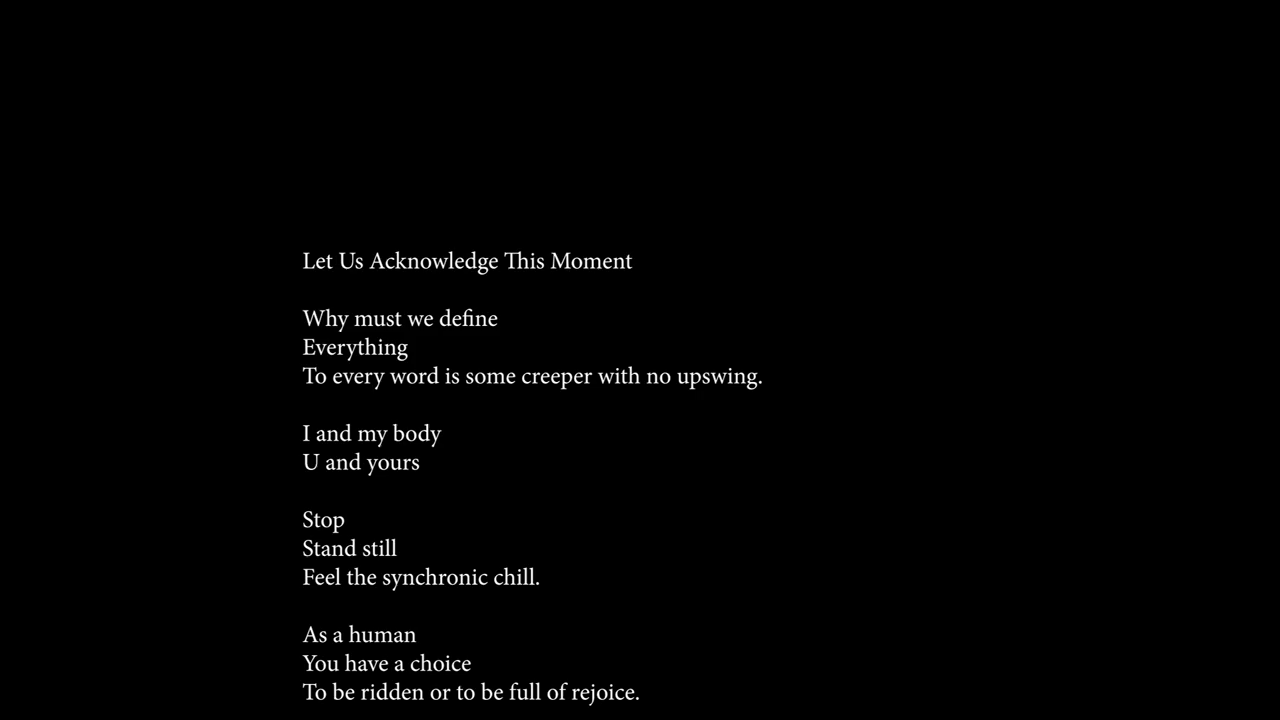 Let Us Acknowledge This Moment
Why must we define
Everything
To every word is some creeper with no upswing.
I and my body
U and yours
Stop
Stand still
Feel the synchronic chill.
As a human
You have a choice
To be ridden or to be full of rejoice.